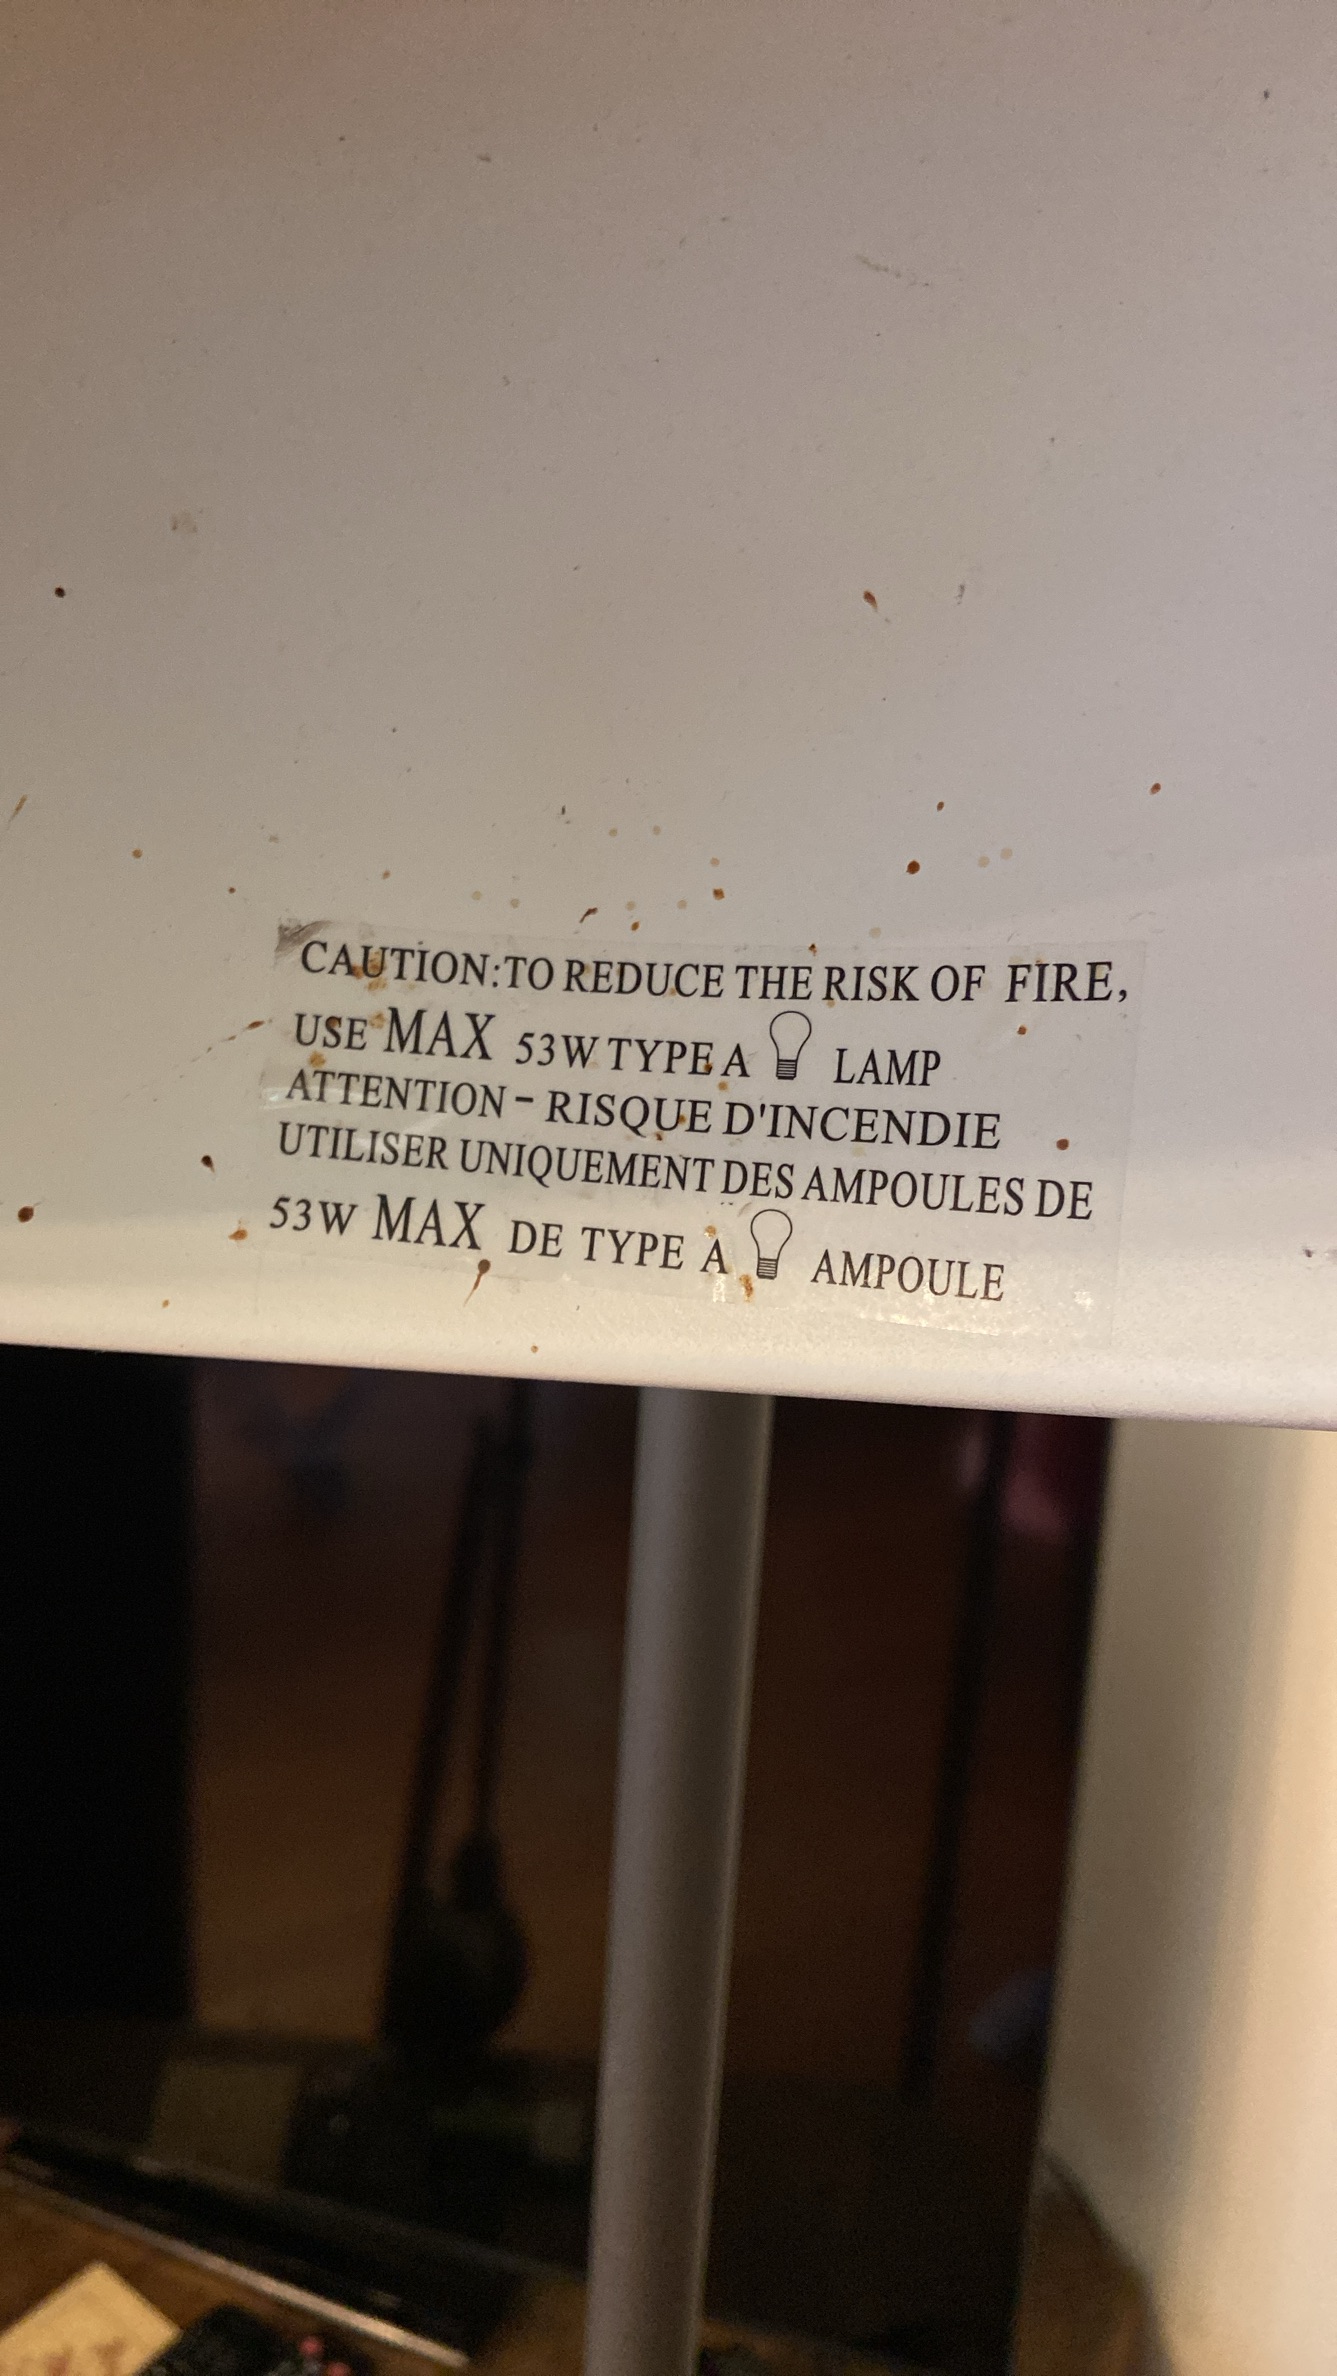 CAUTION:TO REDUCE THE RISK OF FIRE,
USE MAX 53W TYPE A LAMP
ATTENTION - RISQUE D'INCENDIE
UTILISER UNIQUEMENT DES AMPOULES DE
53W MAX DE TYPE A AMPOULE